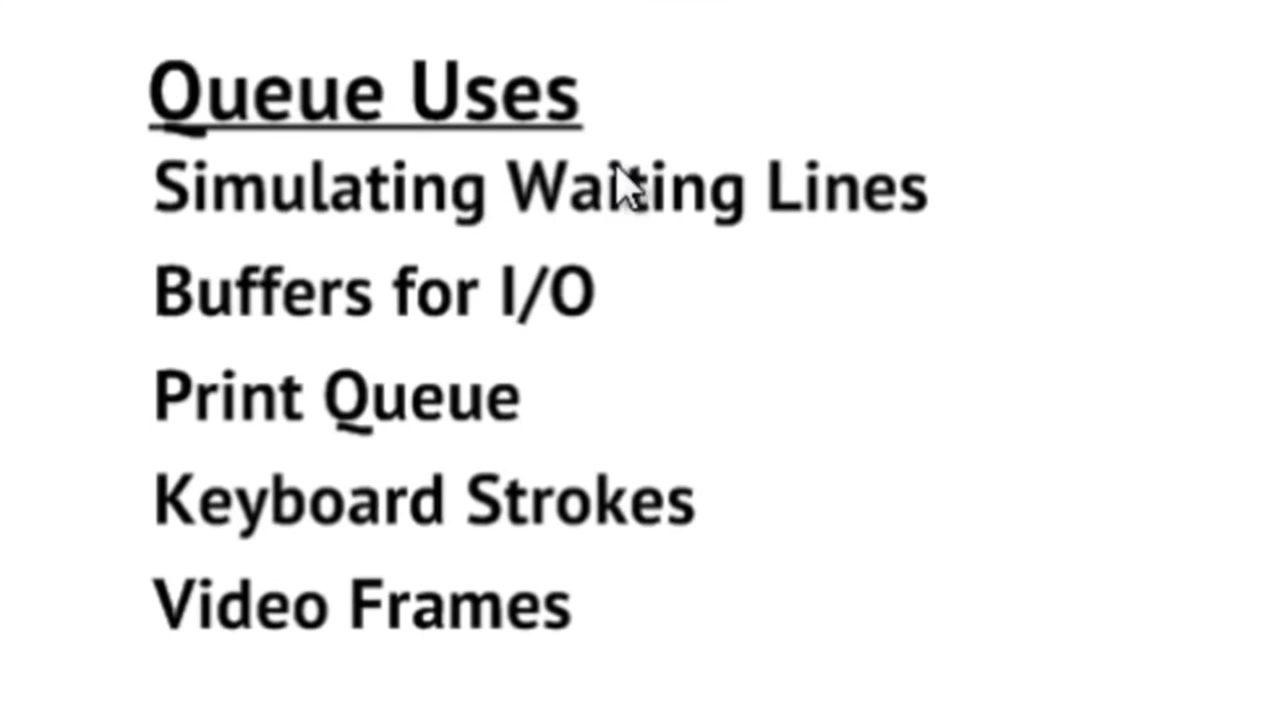 Queue Uses
Simulating Waiting Lines
Buffers for I/O
Print Queue
Keyboard Strokes
Video Frames